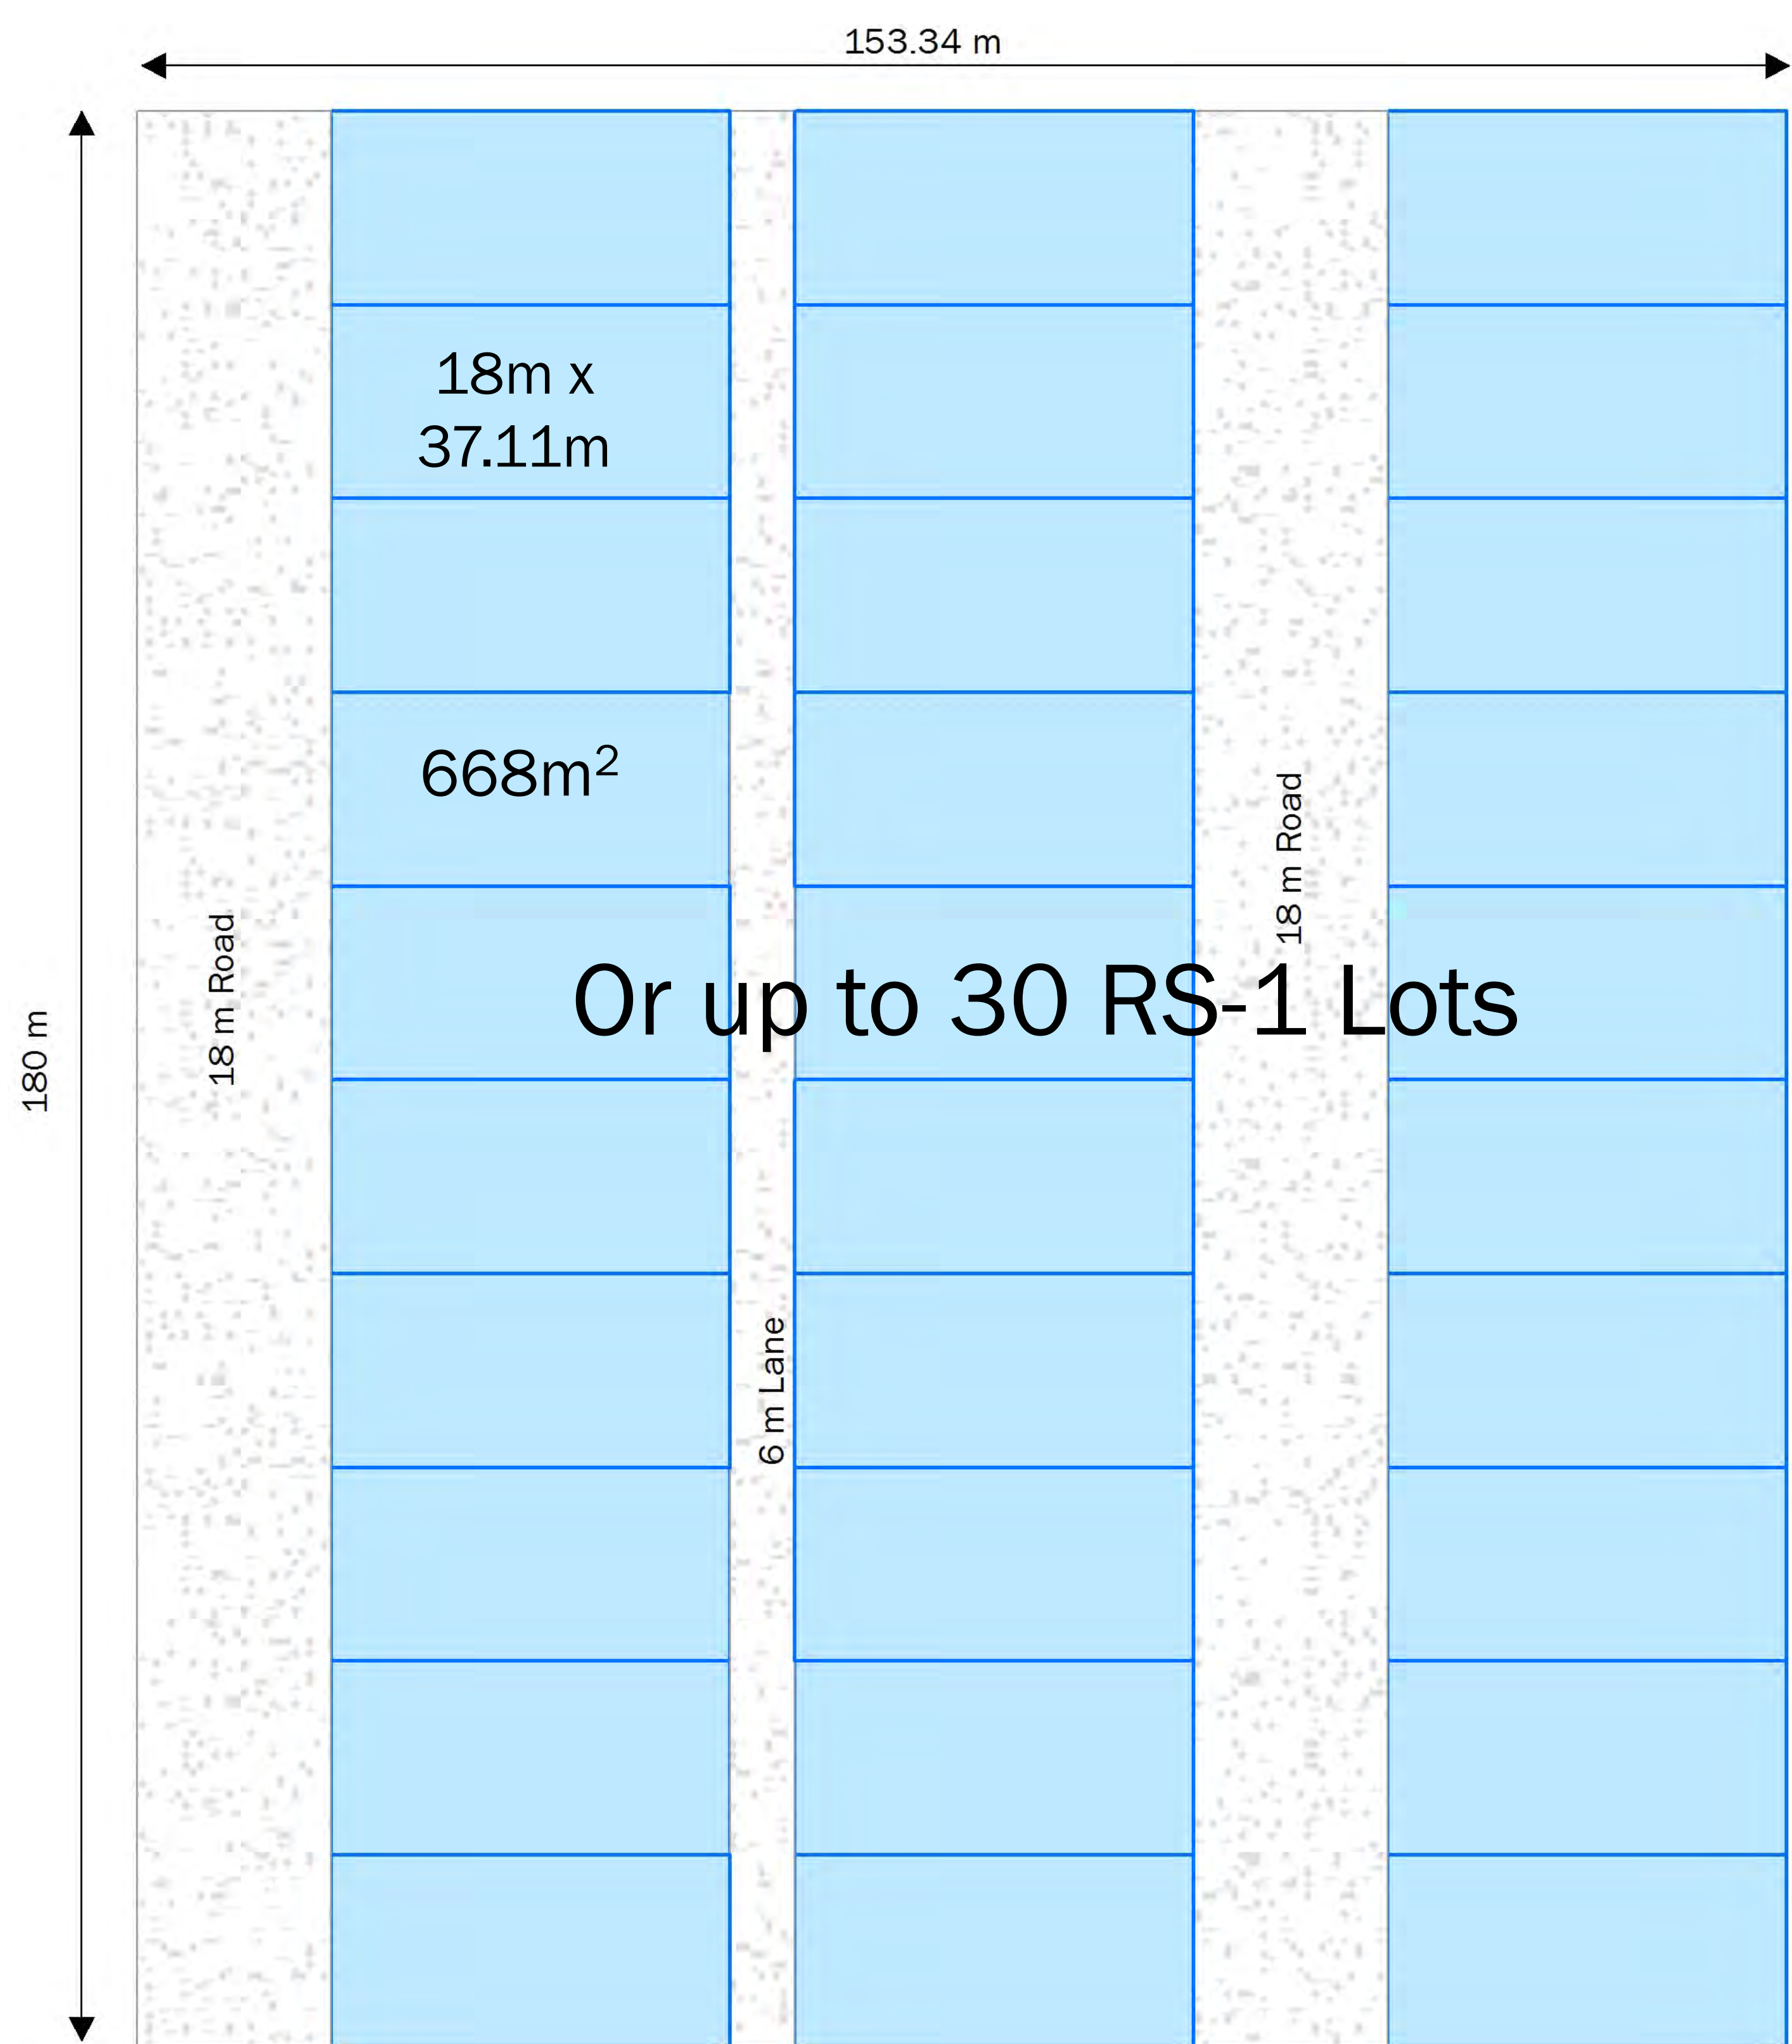 153.34 m
18m x
37.11m
668m²
18 m Road
Or up to 30 RS-1 Lots
180 m
18 m Road
6 m Lane